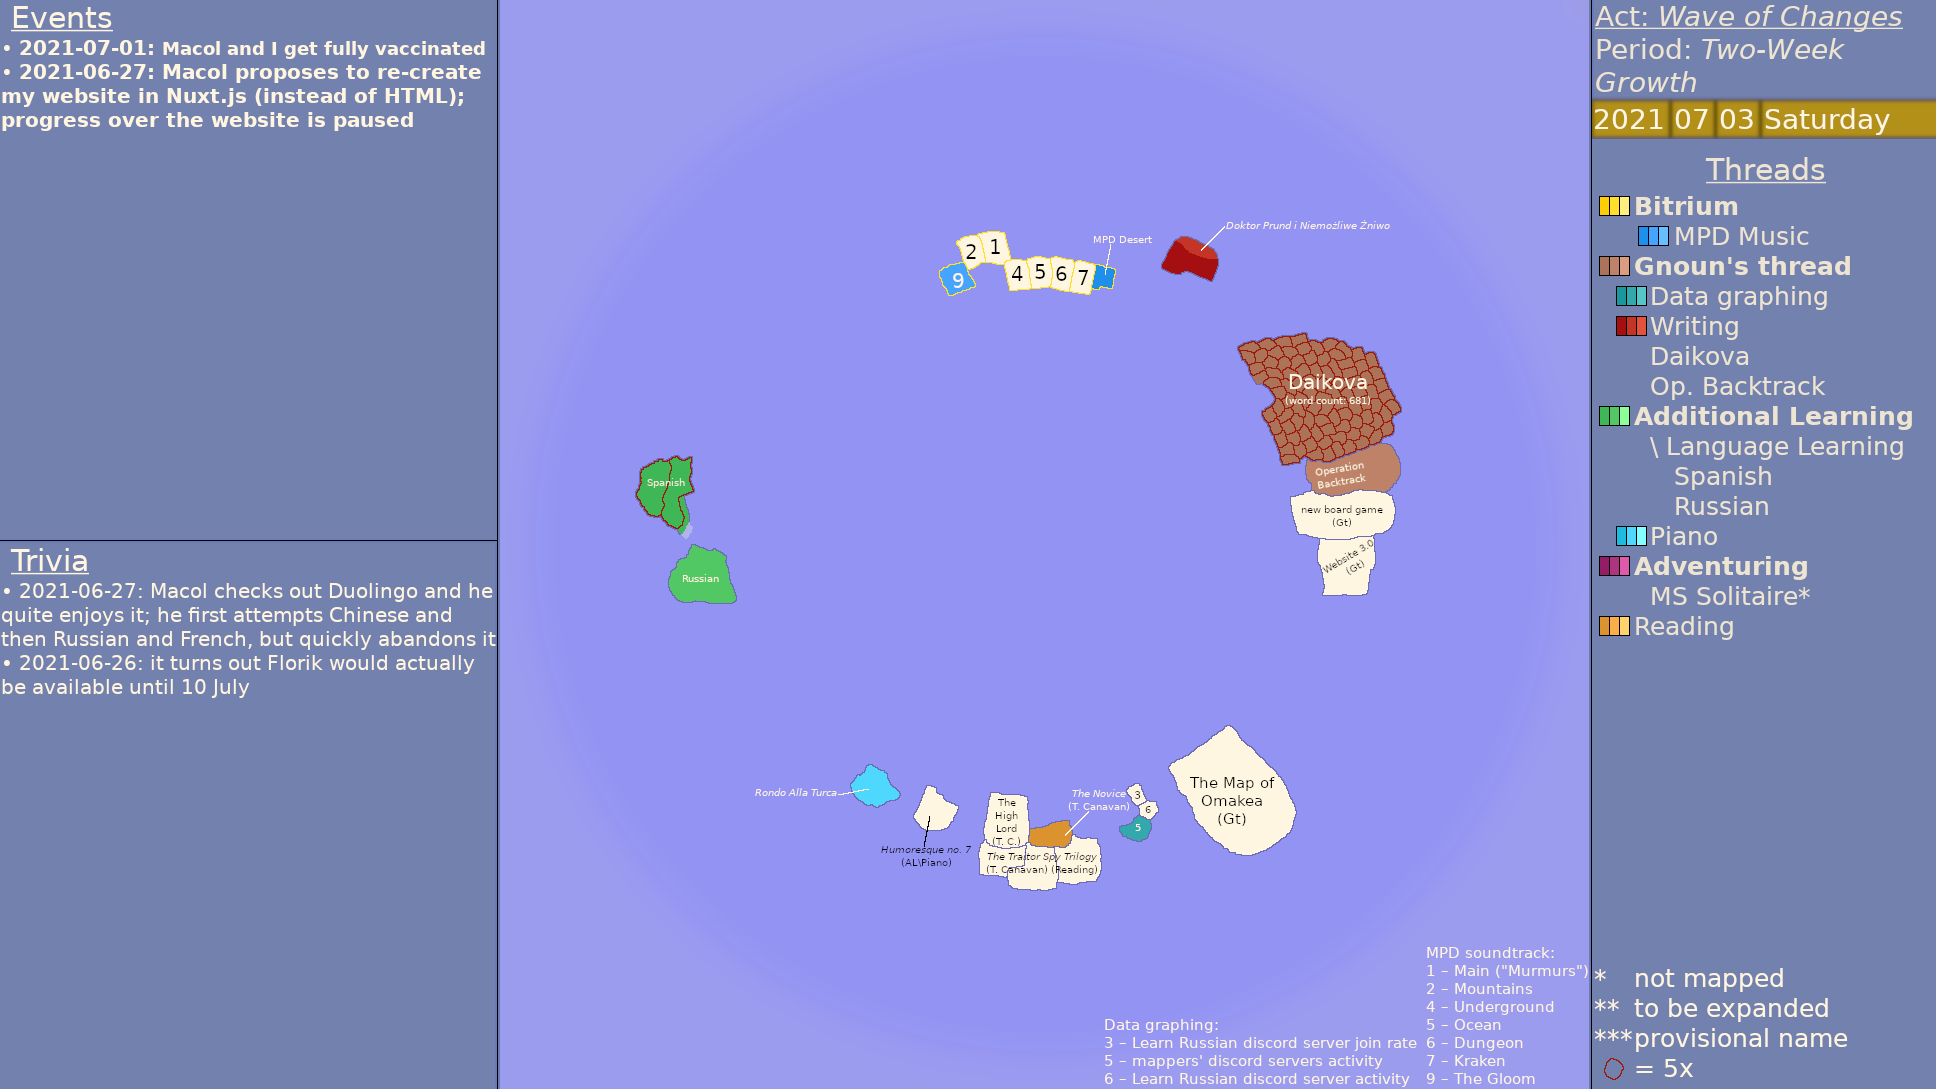 Events
• 2021-07-01: Macol and I get fully vaccinated
• 2021-06-27: Macol proposes to re-create
my website in Nuxt.js (instead of HTML);
progress over the website is paused
Trivia
• 2021-06-27: Macol checks out Duolingo and he
quite enjoys it; he first attempts Chinese and
then Russian and French, but quickly abandons it
• 2021-06-26: it turns out Florik would actually
be available until 10 July
Doktor Prund i Niemożliwe Żniwo
MPD Desert
2 1
9
4 5 6 7
Daikova
(word count: 681)
Operation
Backtrack
new board game
(Gt)
Website 3.0
(Gt)
Spanish
Russian
Rondo Alla Turca
Humoresque no. 7
(AL\Piano)
The
High
Lord
(T. C.)
The Novice
(T. Canavan)
The Traitor Spy Trilogy
(T. Canavan) (Reading)
3
6
5
The Map of
Omakea
(Gt)
Data graphing:
3 – Learn Russian discord server join rate
5 – mappers' discord servers activity
6 – Learn Russian discord server activity
MPD soundtrack:
1 – Main ("Murmurs")
2 – Mountains
4 – Underground
5 – Ocean
6 – Dungeon
7 – Kraken
9 – The Gloom
Act: Wave of Changes
Period: Two-Week
Growth
2021 07 03 Saturday
Threads
Bitrium
MPD Music
Gnoun's thread
Data graphing
Writing
Daikova
Op. Backtrack
Additional Learning
\ Language Learning
Spanish
Russian
Piano
Adventuring
MS Solitaire*
Reading
* not mapped
** to be expanded
*** provisional name
= 5x